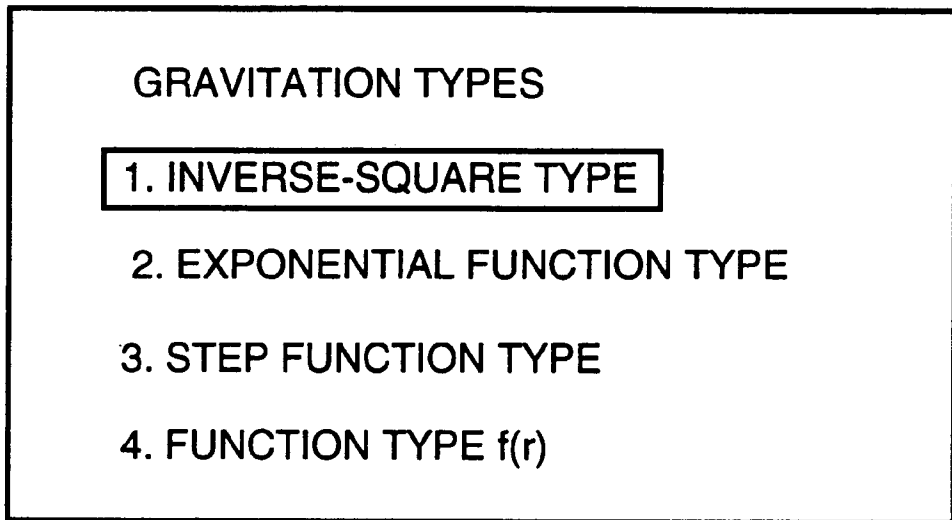 GRAVITATION TYPES
1. INVERSE-SQUARE TYPE
2. EXPONENTIAL FUNCTION TYPE
3. STEP FUNCTION TYPE
4. FUNCTION TYPE f(r)